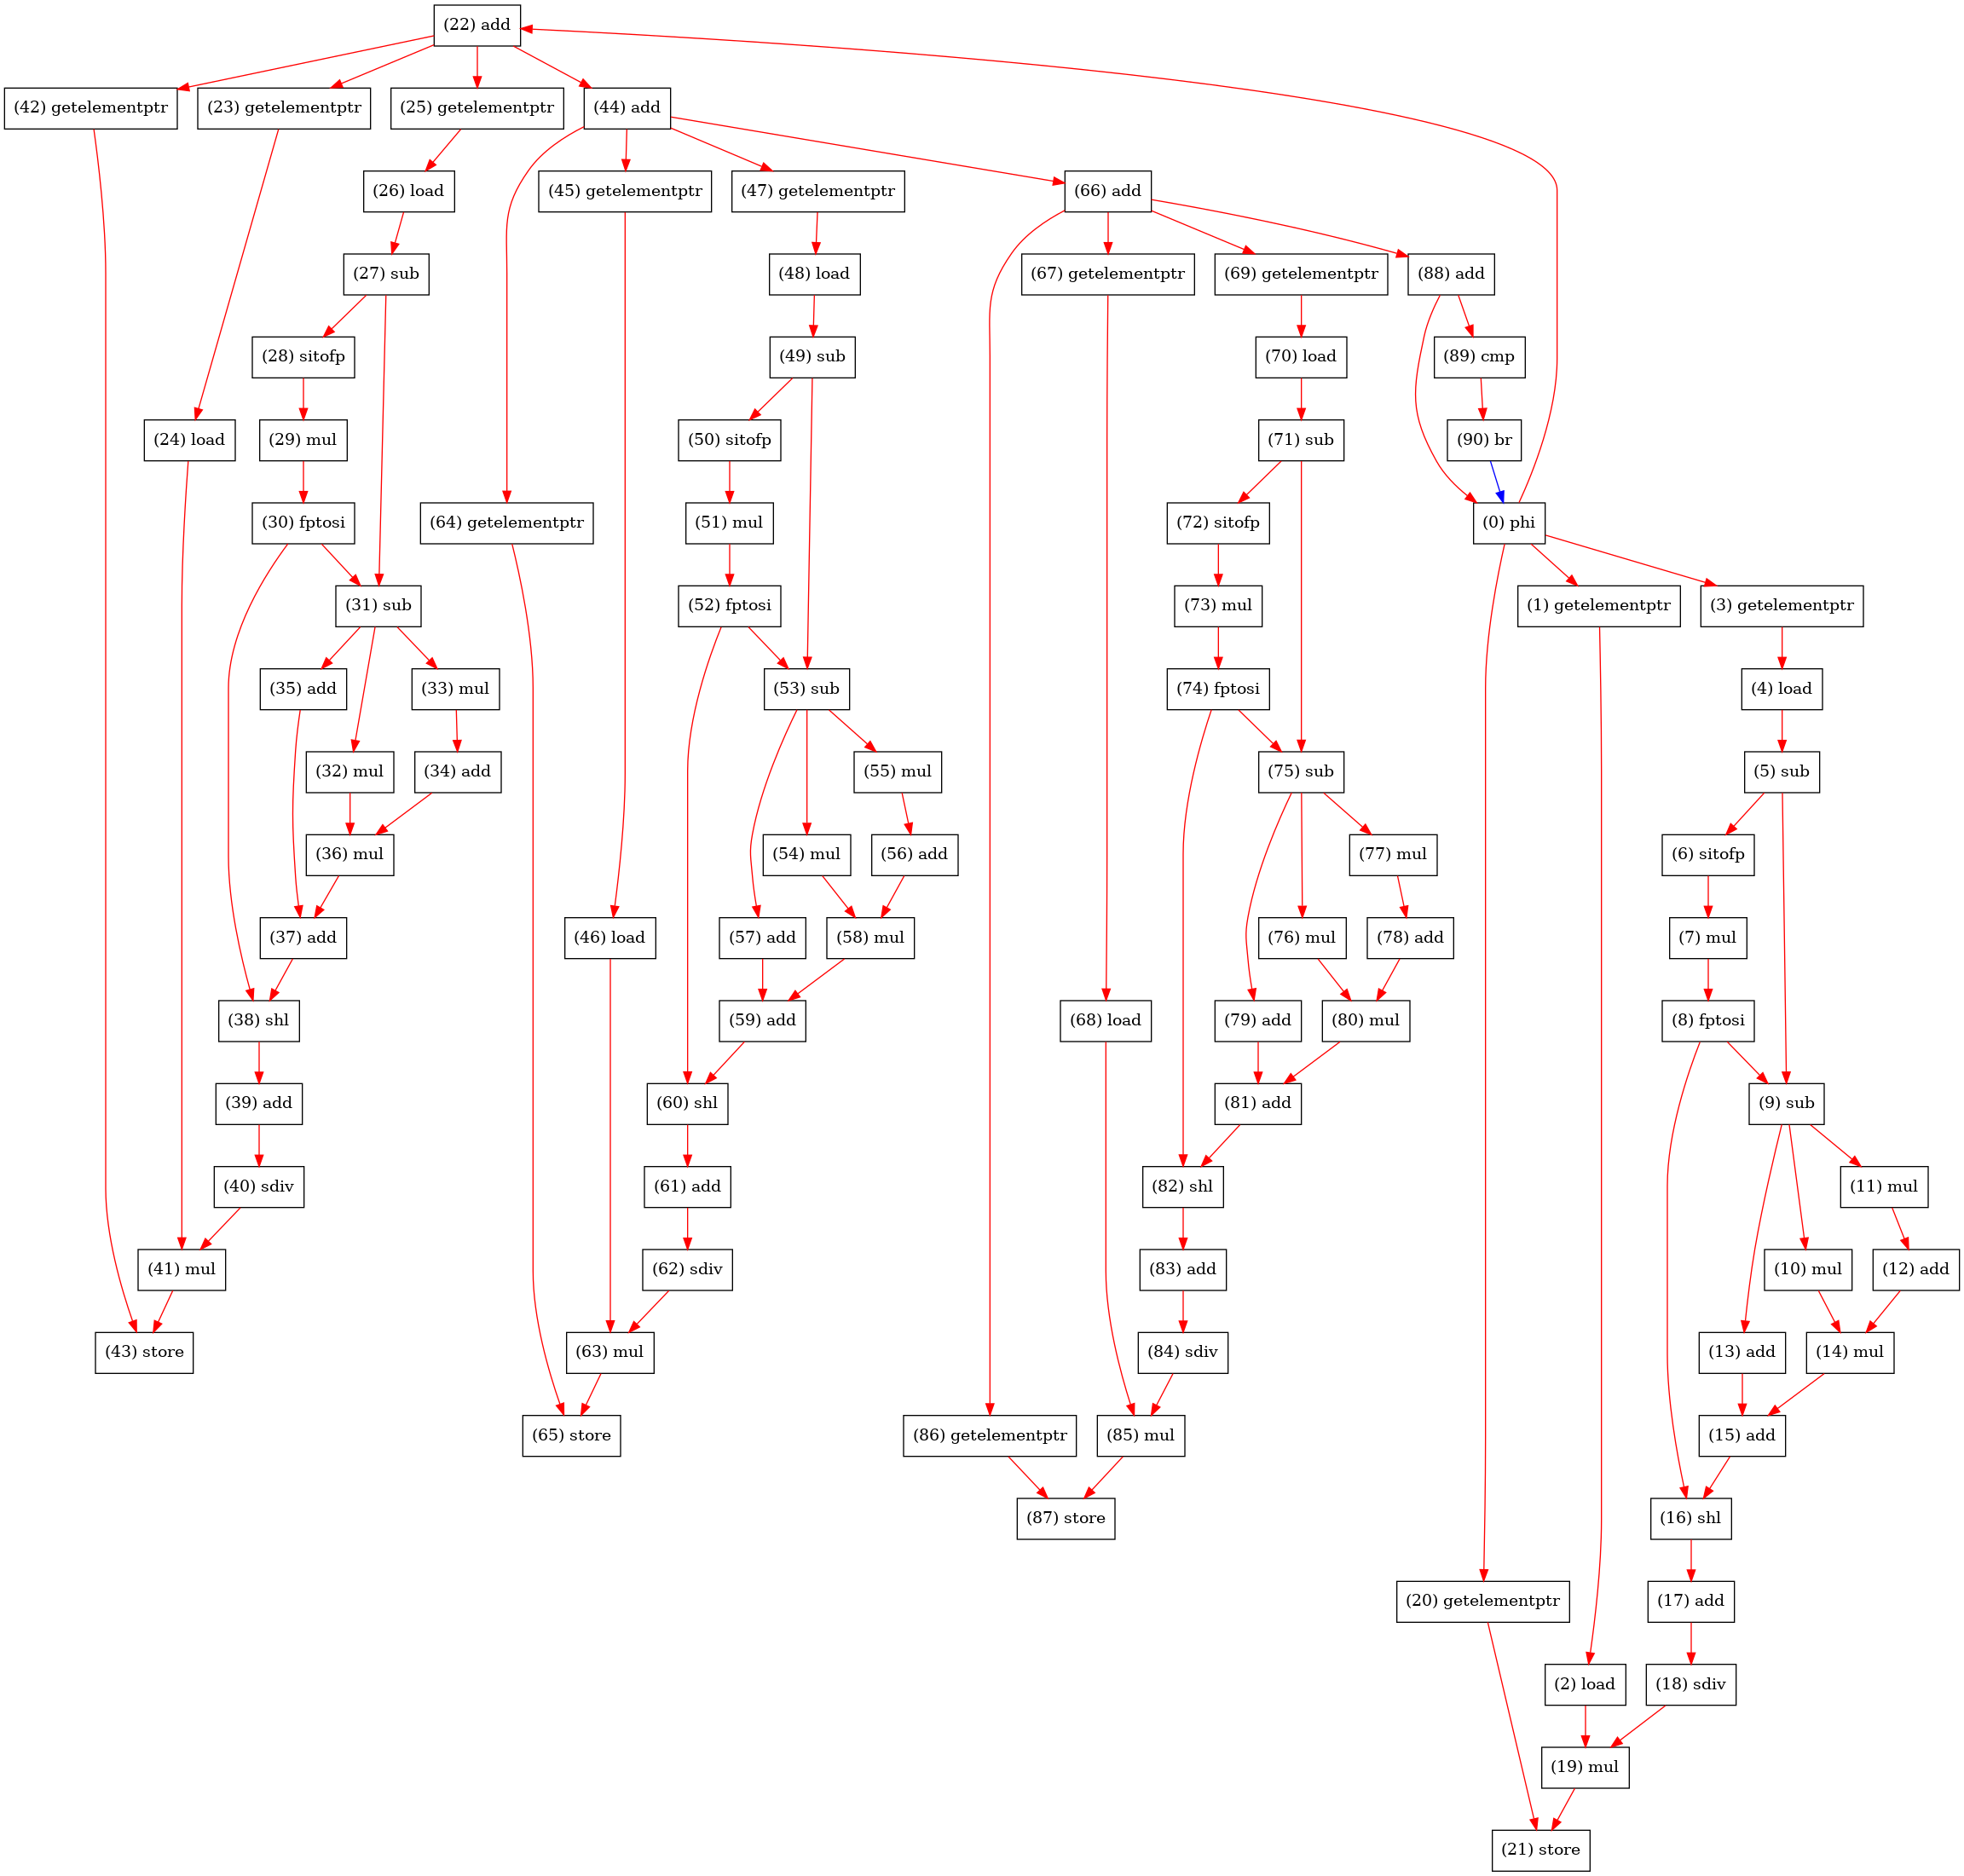 (22) add
(42) getelementptr
(23) getelementptr
(25) getelementptr
(44) add
(26) load
(45) getelementptr
(47) getelementptr
(66) add
(27) sub
(48) load
(67) getelementptr
(69) getelementptr
(88) add
(28) sitofp
(49) sub
(70) load
(89) cmp
(24) load
(29) mul
(50) sitofp
(71) sub
(90) br
(30) fptosi
(64) getelementptr
(51) mul
(72) sitofp
(0) phi
(31) sub
(52) fptosi
(73) mul
(1) getelementptr
(3) getelementptr
(35) add
(33) mul
(53) sub
(74) fptosi
(4) load
(32) mul
(34) add
(55) mul
(75) sub
(5) sub
(36) mul
(54) mul
(56) add
(77) mul
(6) sitofp
(37) add
(46) load
(57) add
(58) mul
(76) mul
(78) add
(7) mul
(38) shl
(59) add
(68) load
(79) add
(80) mul
(8) fptosi
(39) add
(60) shl
(81) add
(9) sub
(40) sdiv
(61) add
(82) shl
(11) mul
(41) mul
(62) sdiv
(83) add
(10) mul
(12) add
(43) store
(63) mul
(84) sdiv
(13) add
(14) mul
(65) store
(86) getelementptr
(85) mul
(15) add
(87) store
(16) shl
(20) getelementptr
(17) add
(2) load
(18) sdiv
(19) mul
(21) store